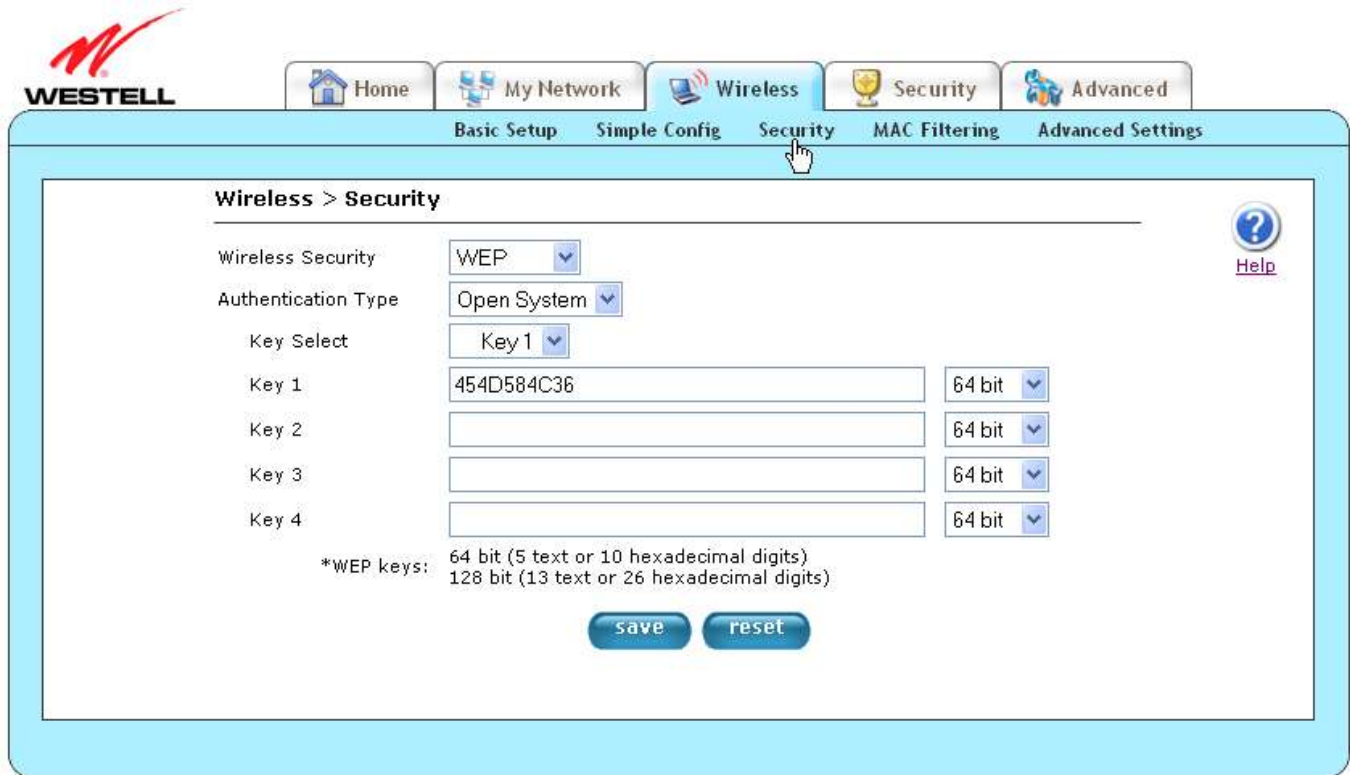 WESTELL
Home My Network Wireless Security Advanced
Basic Setup Simple Config Security MAC Filtering Advanced Settings
Wireless > Security
Help
Wireless Security WEP
Authentication Type Open System
Key Select Key 1
Key 1 454D584C36 64 bit
Key 2 64 bit
Key 3 64 bit
Key 4 64 bit
*WEP keys: 64 bit (5 text or 10 hexadecimal digits)
128 bit (13 text or 26 hexadecimal digits)
save reset